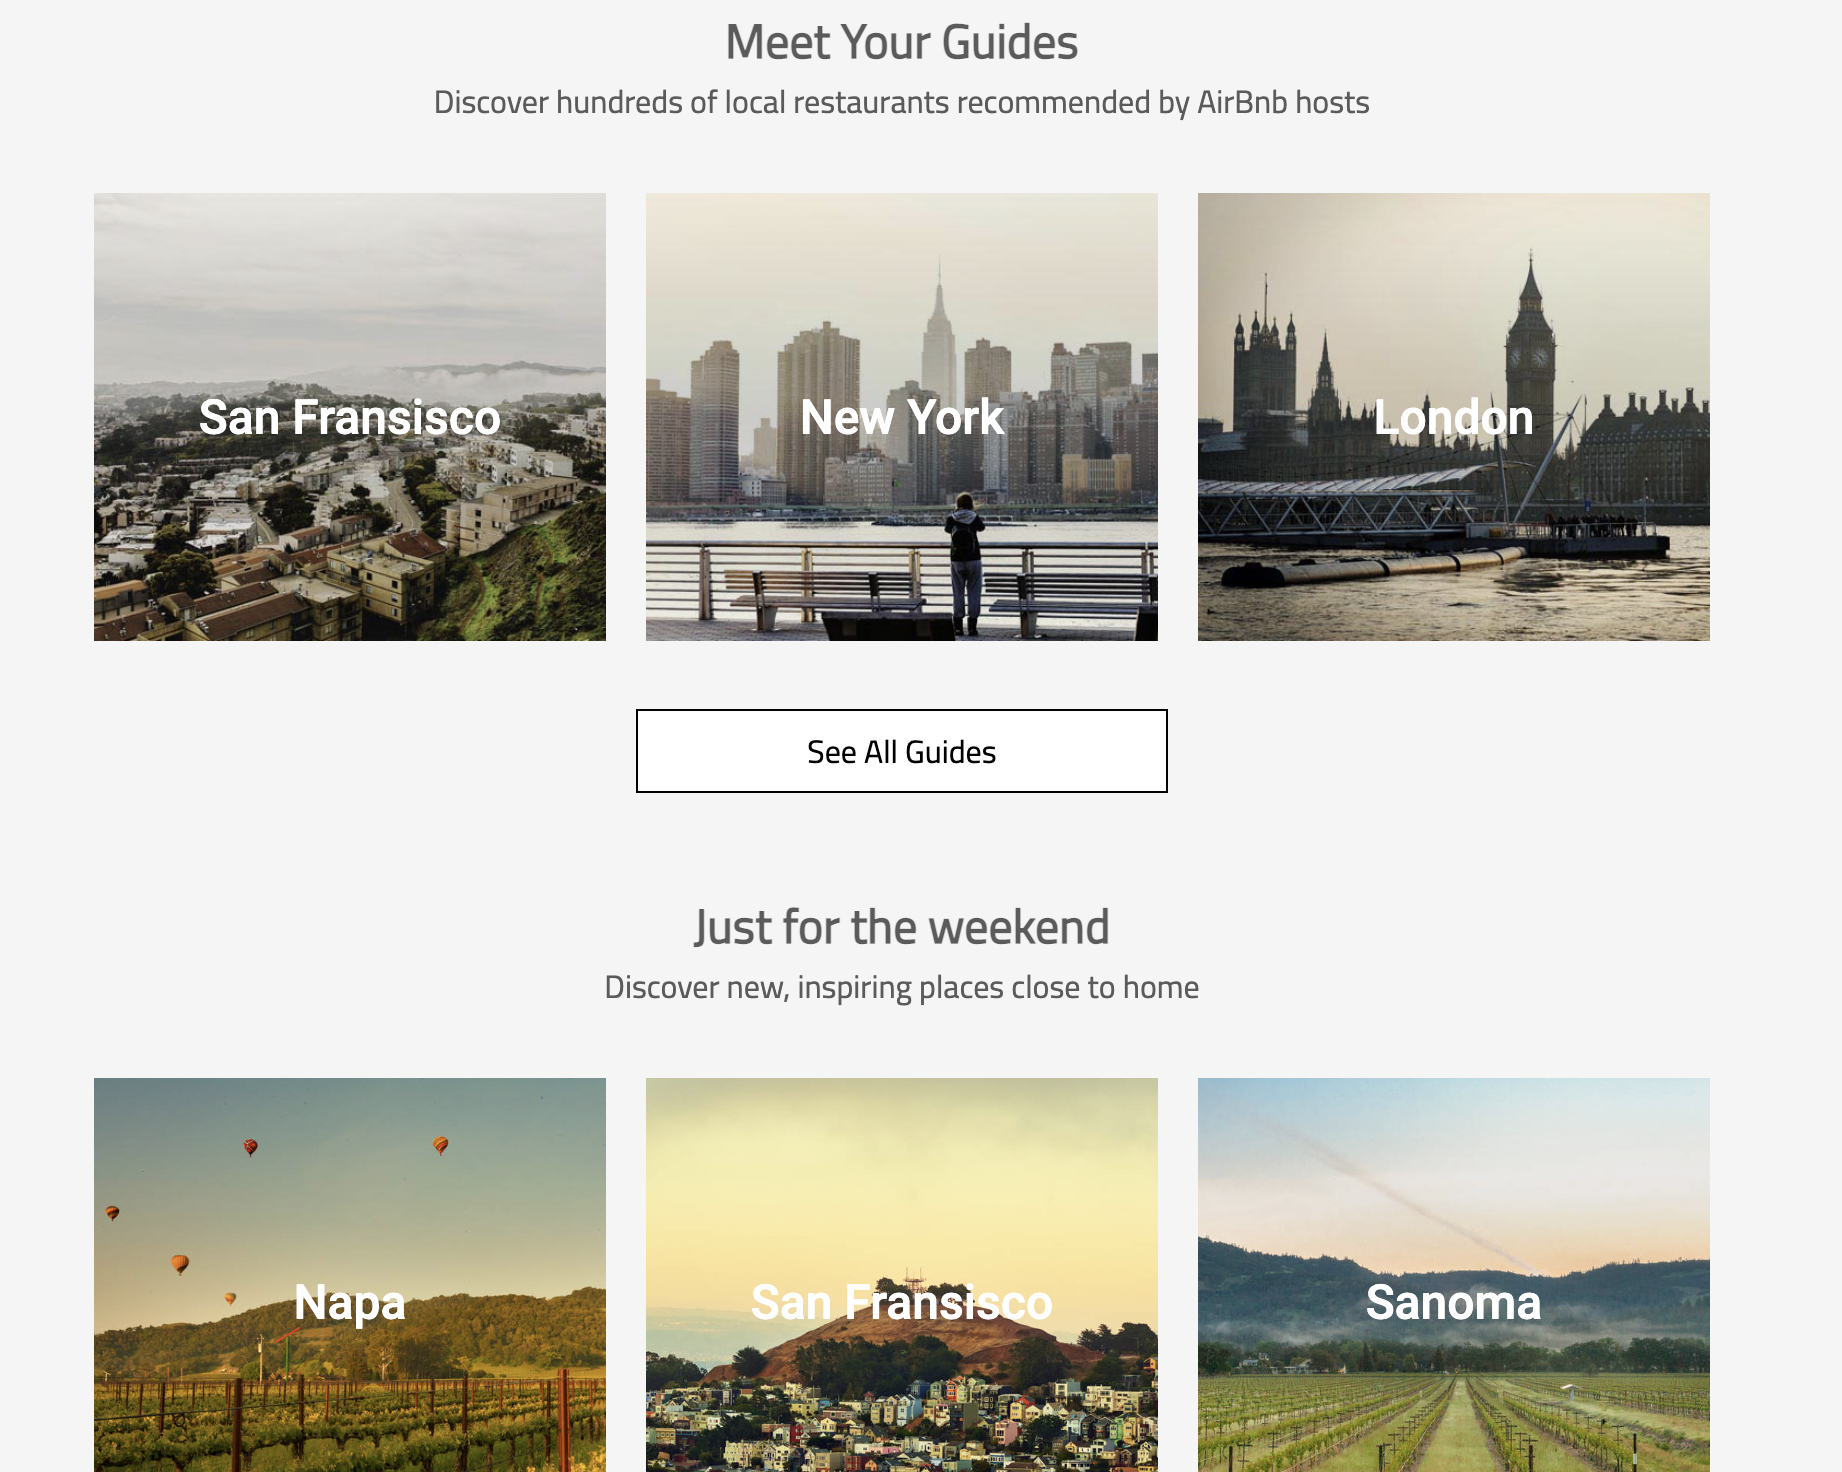 Meet Your Guides
Discover hundreds of local restaurants recommended by AirBnb hosts
San Fransisco
New York
London
See All Guides
Just for the weekend
Discover new, inspiring places close to home
Napa
San Fransisco
Sanoma